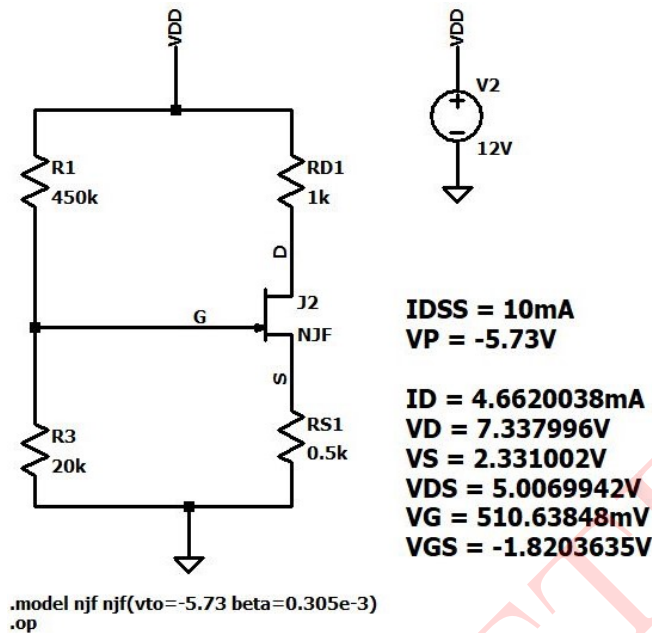 VDD
VDD
V2
12V
R1
450k
RD1
1k
D
J2
NJF
G
S
R3
20k
RS1
0.5k
IDSS = 10mA
VP = -5.73V
ID = 4.6620038mA
VD = 7.337996V
VS = 2.331002V
VDS = 5.0069942V
VG = 510.63848mV
VGS = -1.8203635V
.model njf njf(vto=-5.73 beta=0.305e-3)
.op